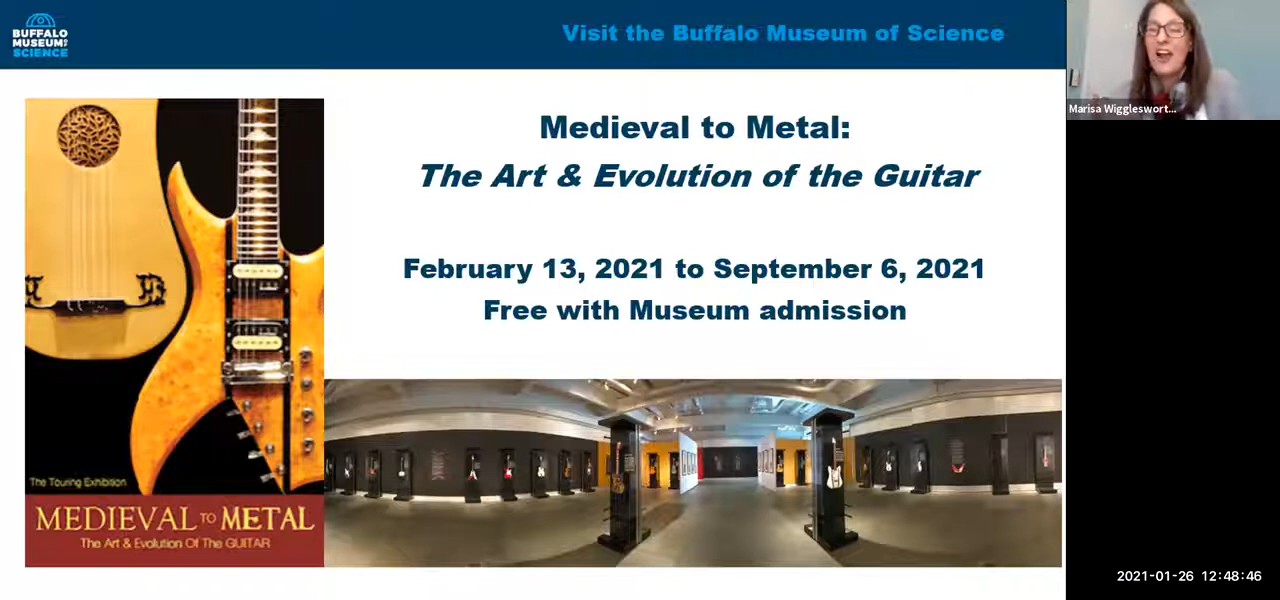 BUFFALO
MUSEUM OF
SCIENCE
Visit the Buffalo Museum of Science
Marisa Wiggleswort...
Medieval to Metal:
The Art & Evolution of the Guitar
February 13, 2021 to September 6, 2021
Free with Museum admission
The Touring Exhibition
MEDIEVAL TO METAL
The Art & Evolution Of The GUITAR
2021-01-26 12:48:46